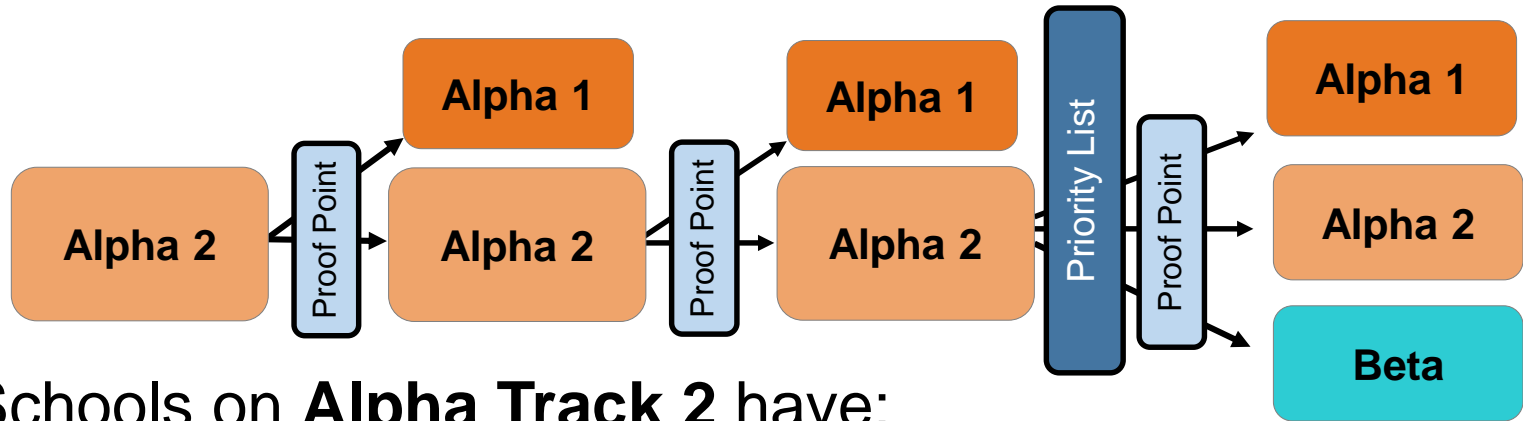 Alpha 2
Proof Point
Alpha 1
Alpha 2
Proof Point
Alpha 1
Alpha 2
Priority List
Proof Point
Alpha 1
Alpha 2
Beta
Schools on Alpha Track 2 have: